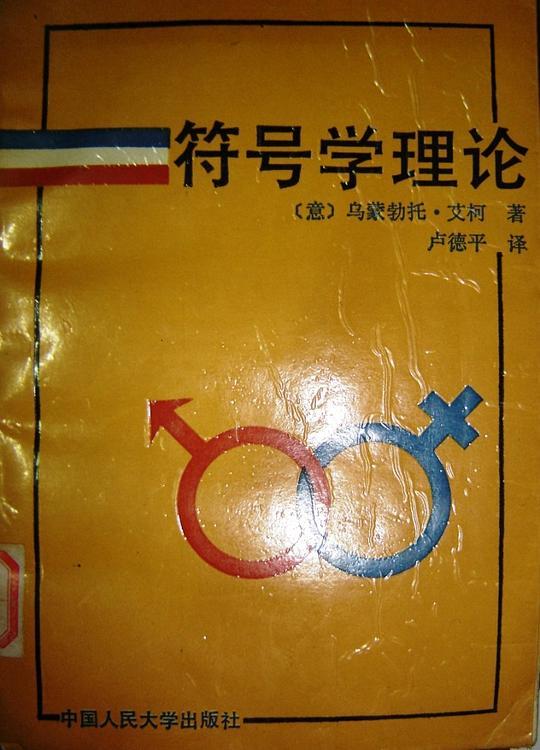 符号学理论
〔意〕乌蒙勃托·艾柯 著
卢德平 译
中国人民大学出版社